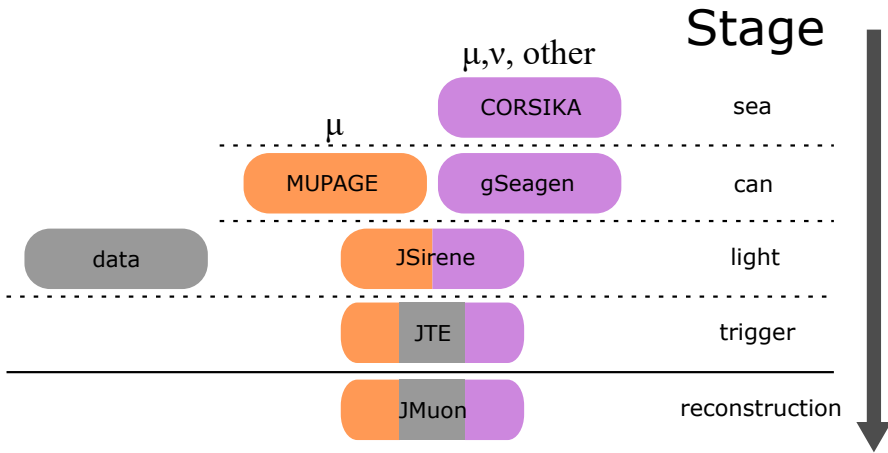 Stage
μ,ν, other
CORSIKA
sea
μ
MUPAGE
gSeagen
can
data
JSirene
light
JTE
trigger
JMuon
reconstruction